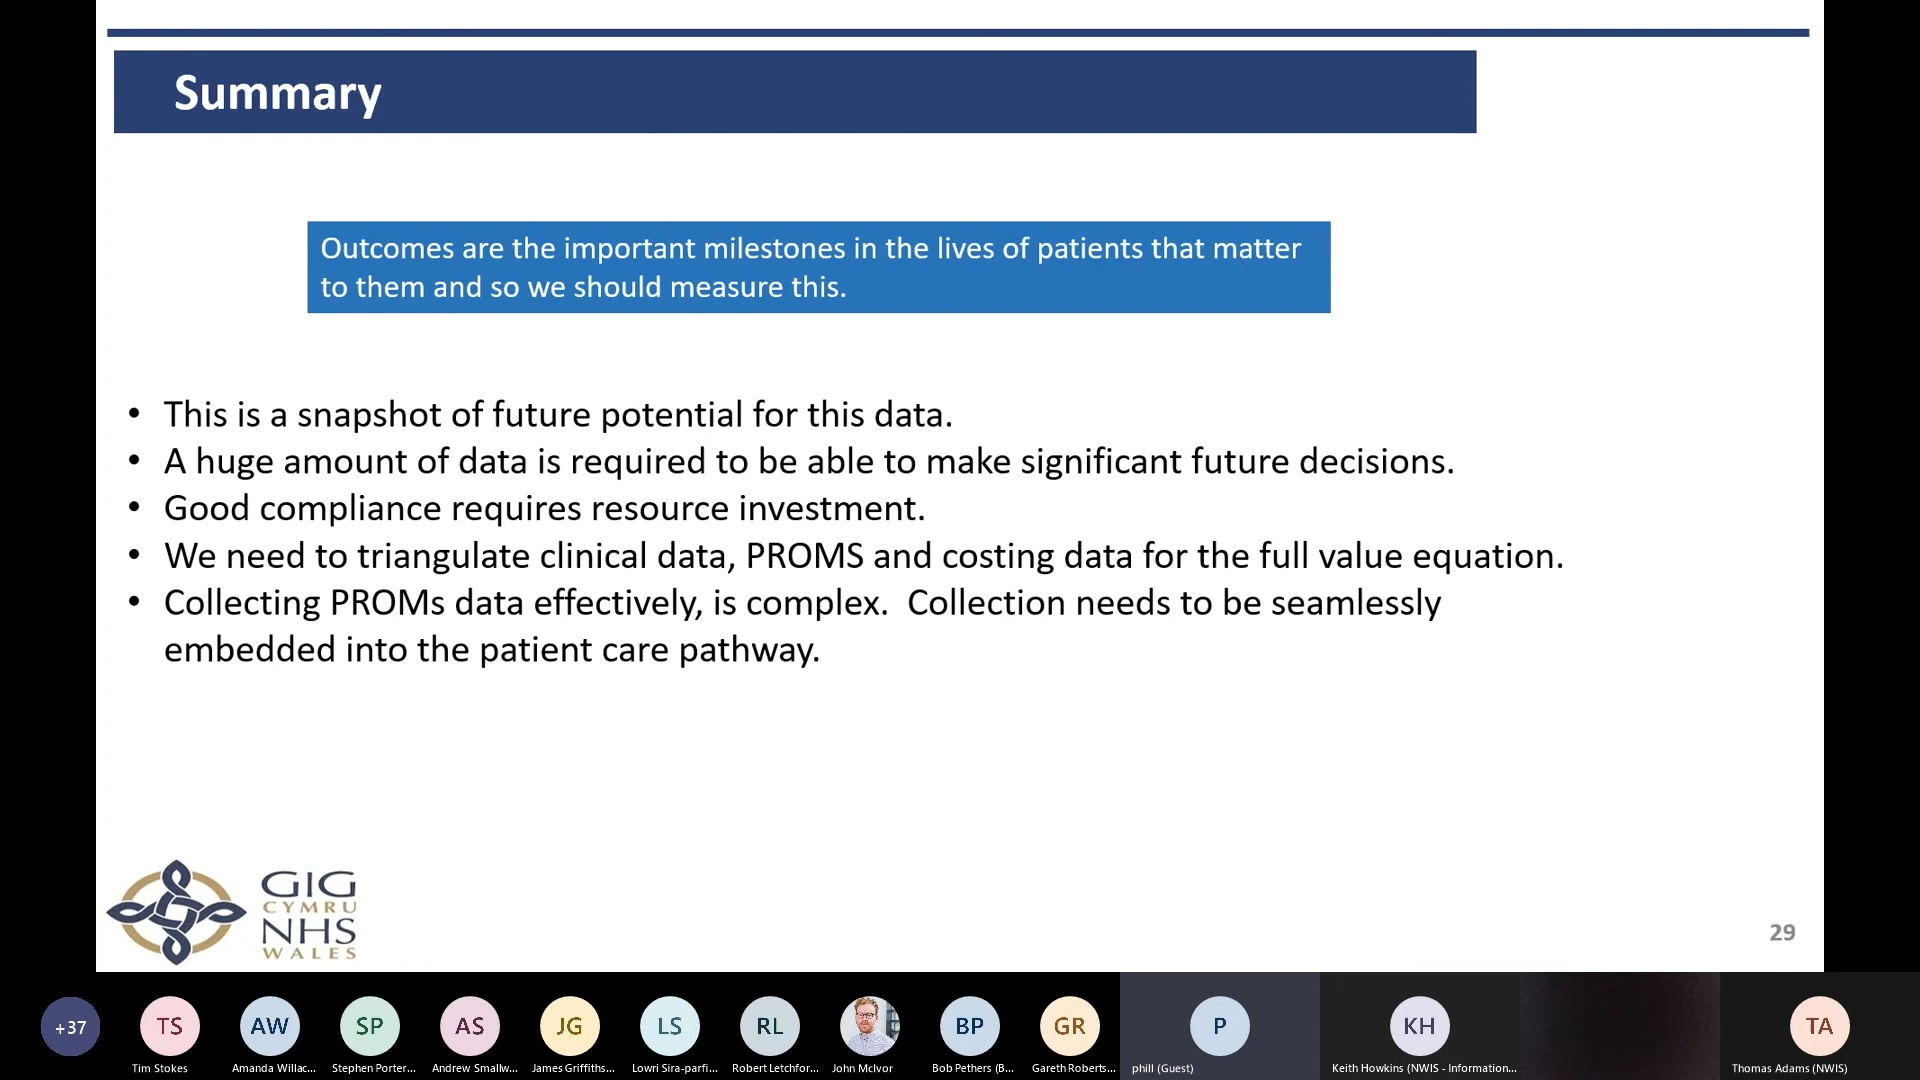 Summary
Outcomes are the important milestones in the lives of patients that matter
to them and so we should measure this.
• This is a snapshot of future potential for this data.
• A huge amount of data is required to be able to make significant future decisions.
• Good compliance requires resource investment.
• We need to triangulate clinical data, PROMS and costing data for the full value equation.
• Collecting PROMs data effectively, is complex.  Collection needs to be seamlessly
embedded into the patient care pathway.
GIG
CYMRU
NHS
WALES
29
+37
TS
AW
SP
AS
JG
LS
RL
BP
GR
P
KH
TA
Tim Stokes
Amanda Willac...
Stephen Porter...
Andrew Smallw...
James Griffiths...
Lowri Sira-parfi...
Robert Letchfor...
John McIvor
Bob Pethers (B...
Gareth Roberts...
phill (Guest)
Keith Howkins (NWIS - Information...
Thomas Adams (NWIS)